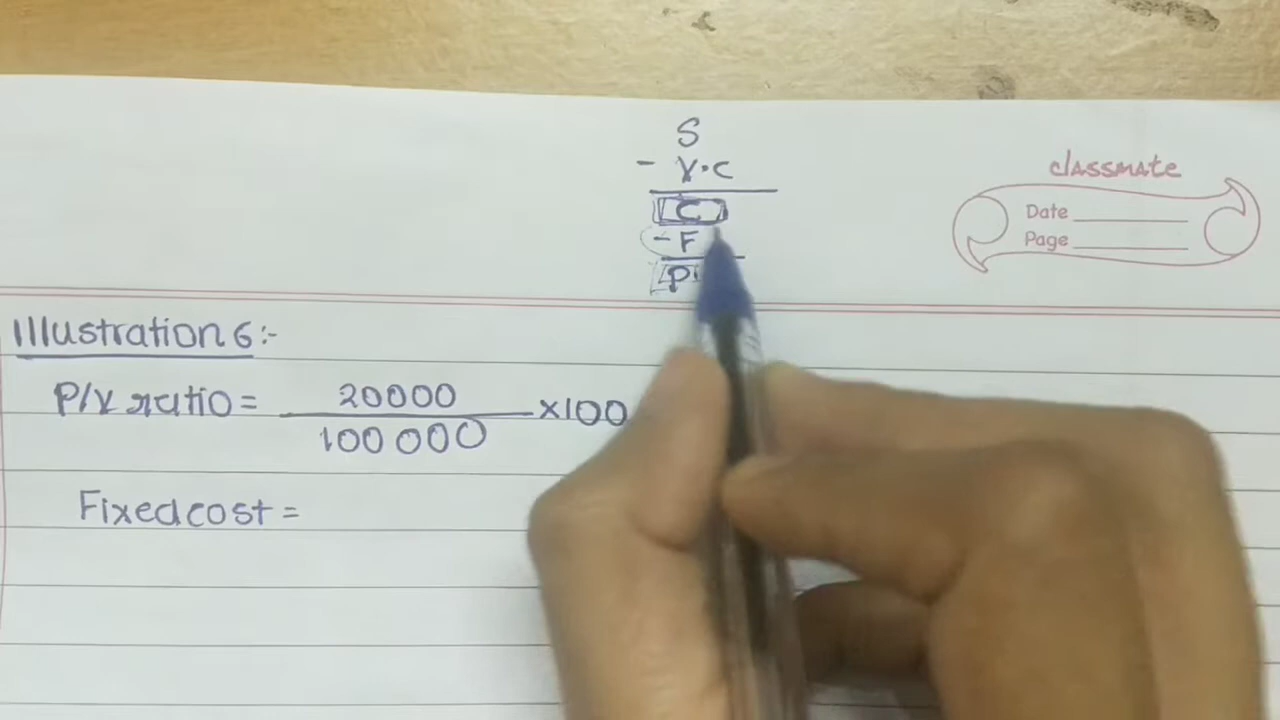 S
- V.C
C
- F
P
classmate
Date
Page
Illustration 6:-
P/V ratio = 20000
100 000 ×100
Fixed cost =